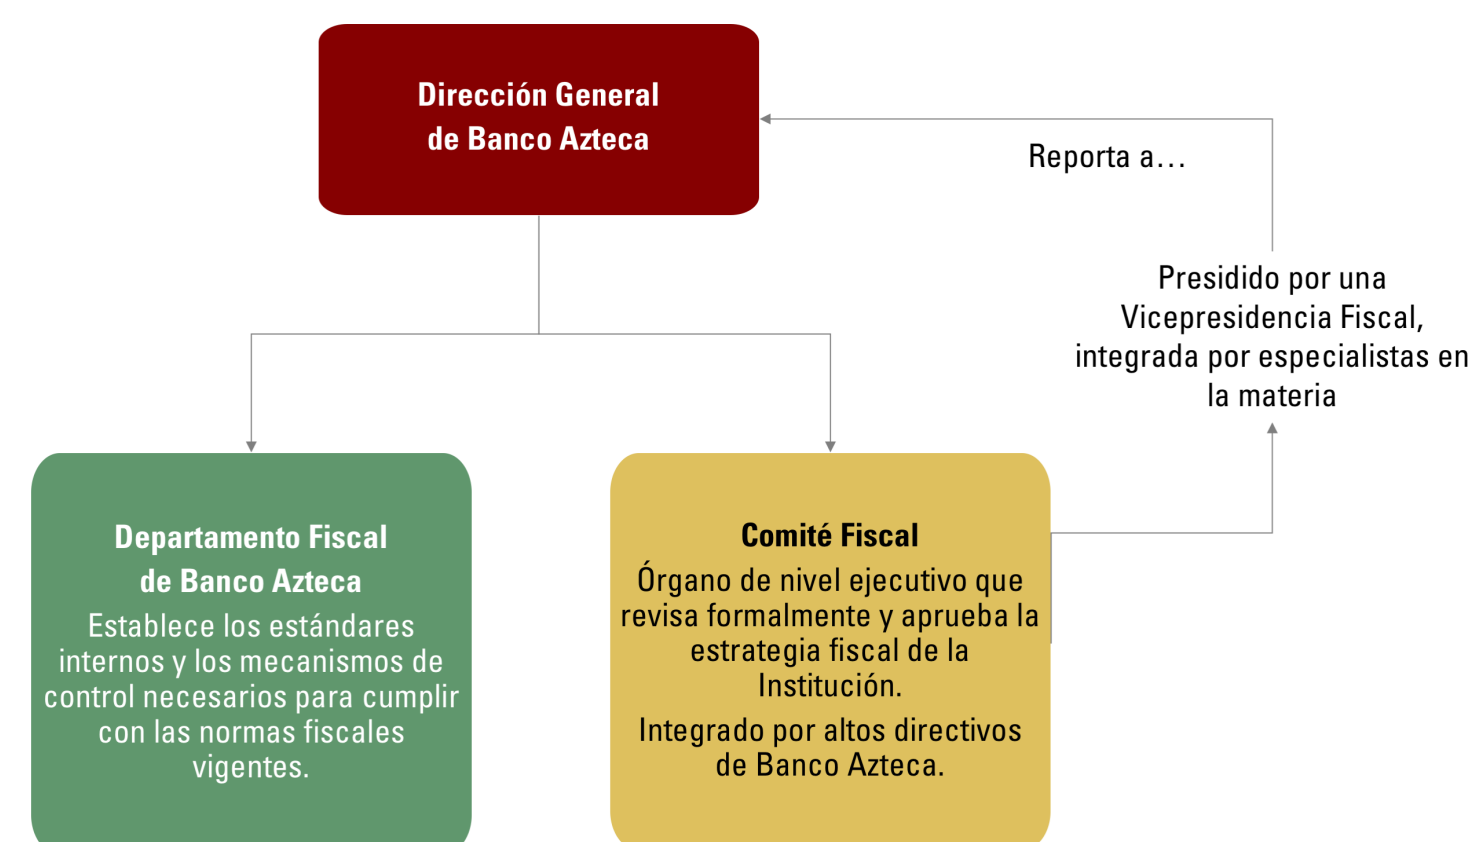 Dirección General
de Banco Azteca
Reporta a...
Presidido por una
Vicepresidencia Fiscal,
integrada por especialistas en
la materia
Departamento Fiscal
de Banco Azteca
Establece los estándares
internos y los mecanismos de
control necesarios para cumplir
con las normas fiscales
vigentes.
Comité Fiscal
Órgano de nivel ejecutivo que
revisa formalmente y aprueba la
estrategia fiscal de la
Institución.
Integrado por altos directivos
de Banco Azteca.